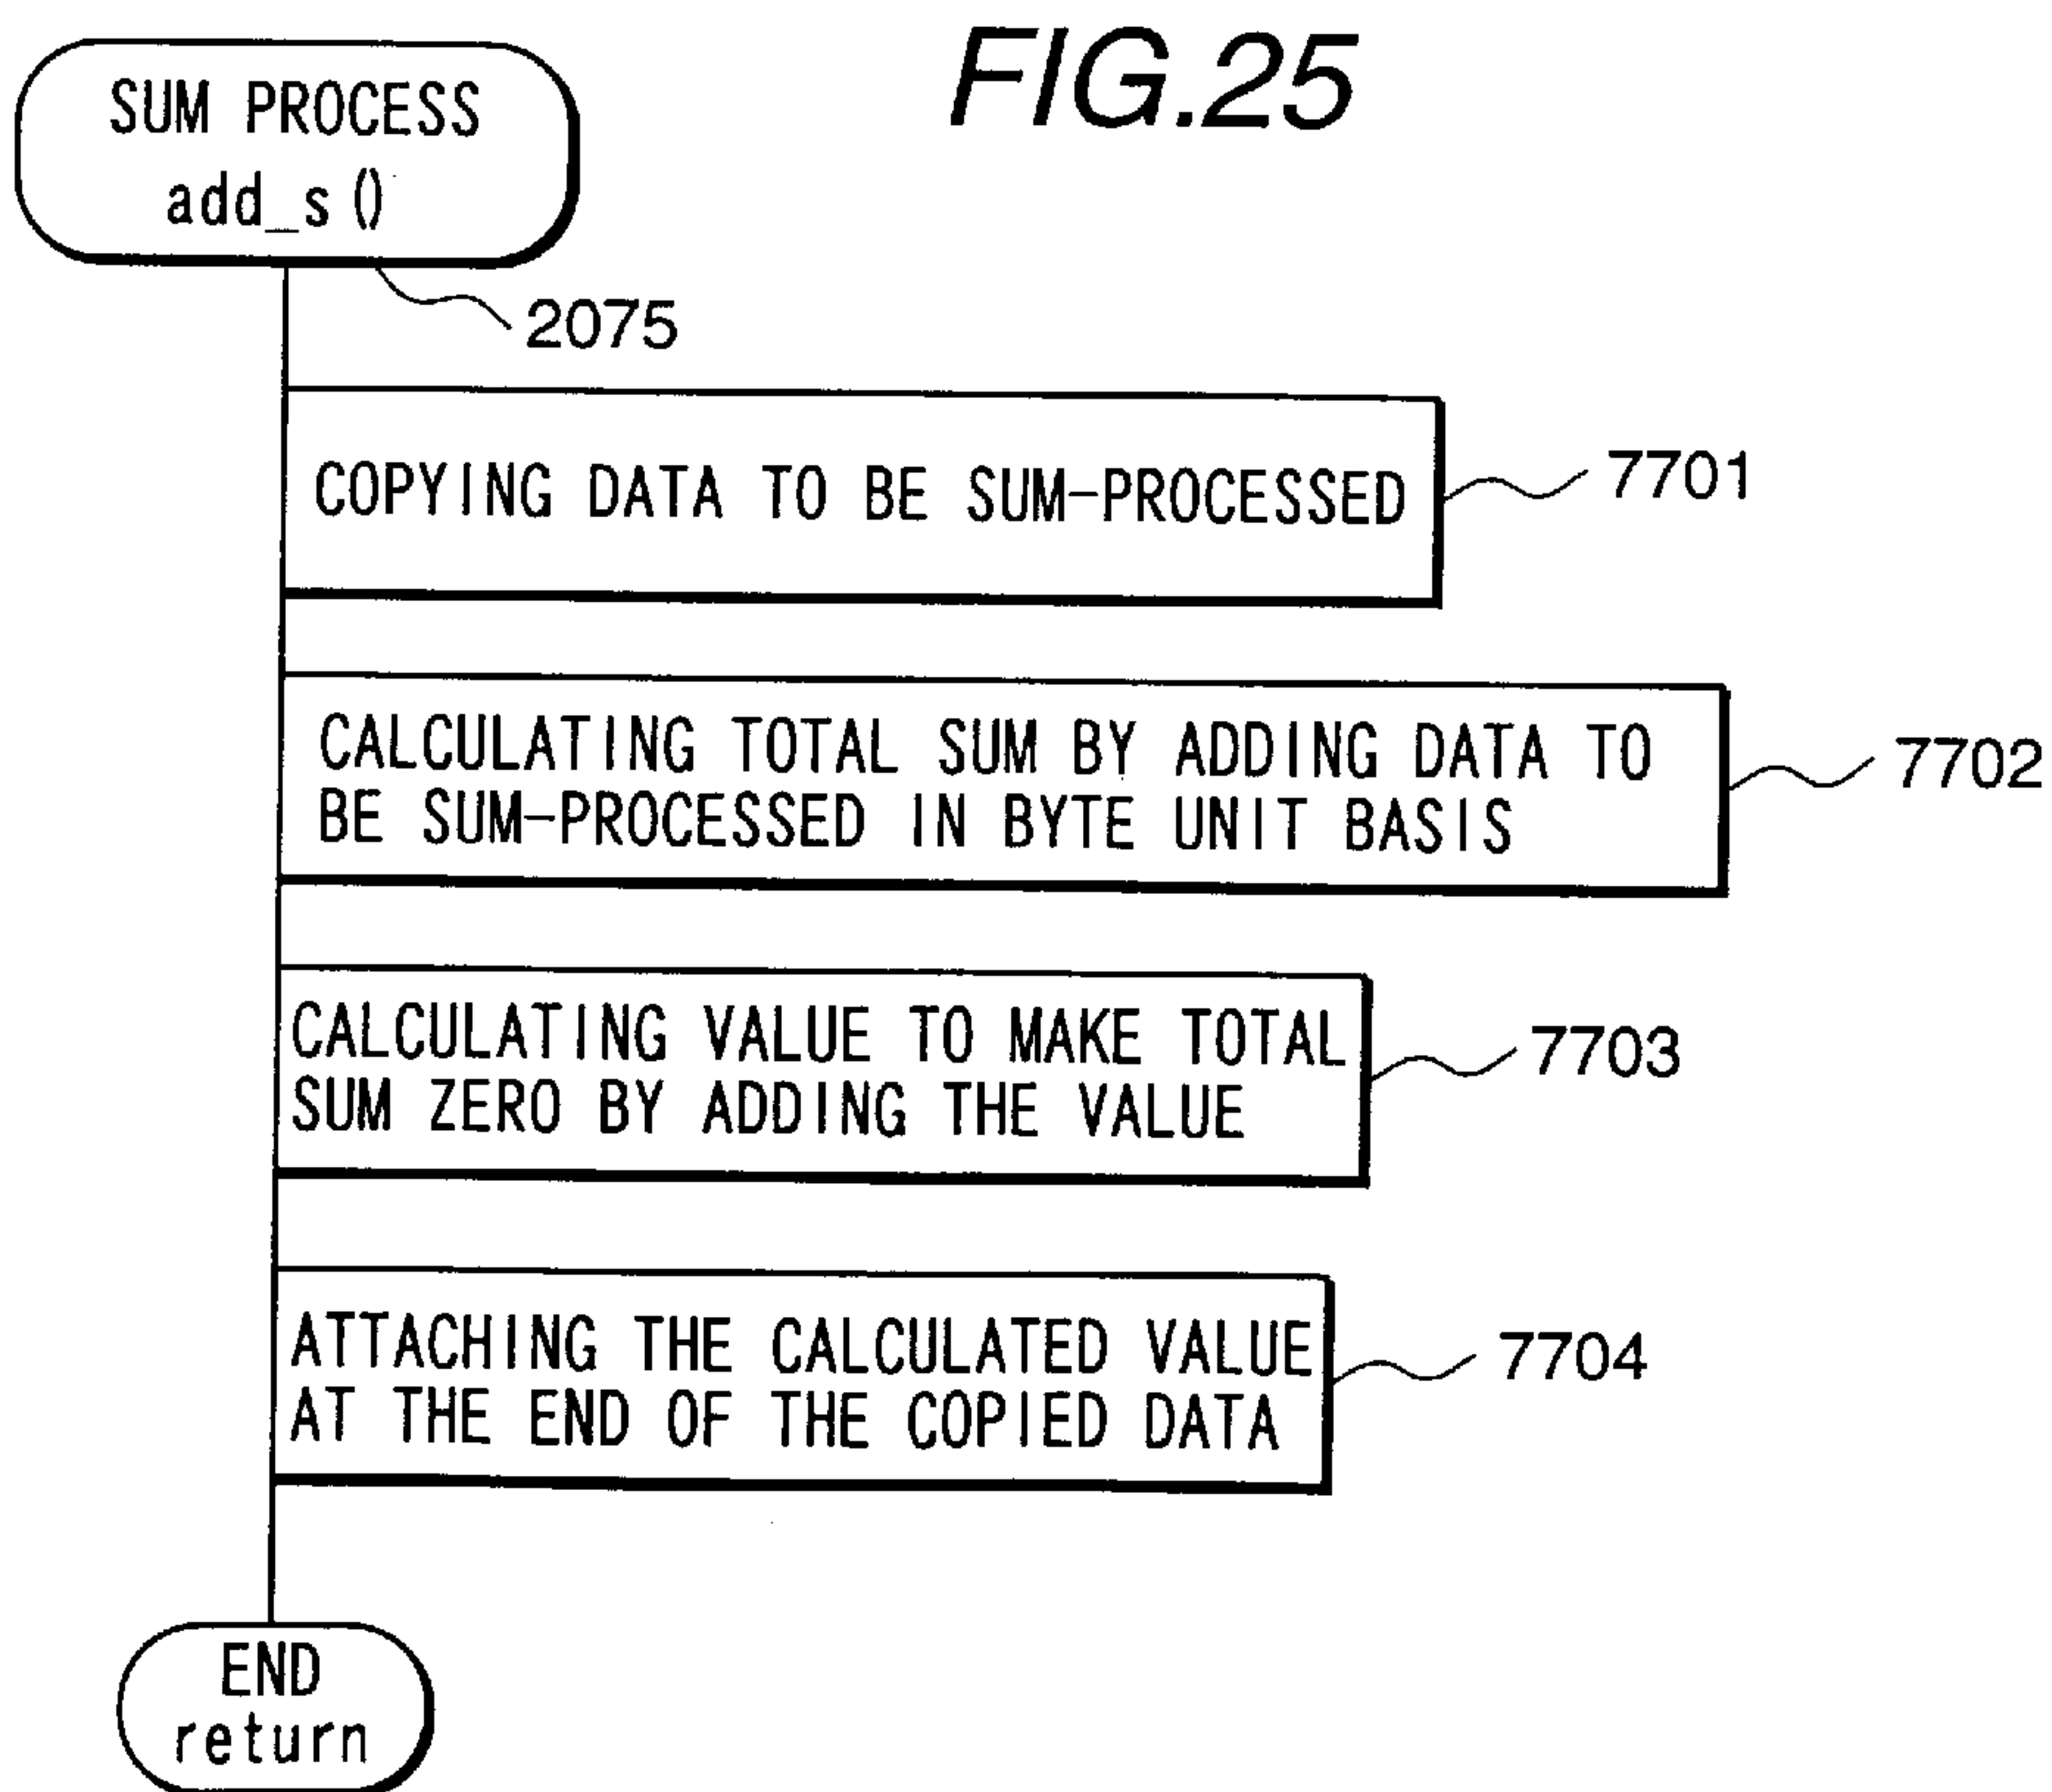 FIG.25
SUM PROCESS
add_s ()
2075
COPYING DATA TO BE SUM-PROCESSED
7701
CALCULATING TOTAL SUM BY ADDING DATA TO
BE SUM-PROCESSED IN BYTE UNIT BASIS
7702
CALCULATING VALUE TO MAKE TOTAL
SUM ZERO BY ADDING THE VALUE
7703
ATTACHING THE CALCULATED VALUE
AT THE END OF THE COPIED DATA
7704
END
return